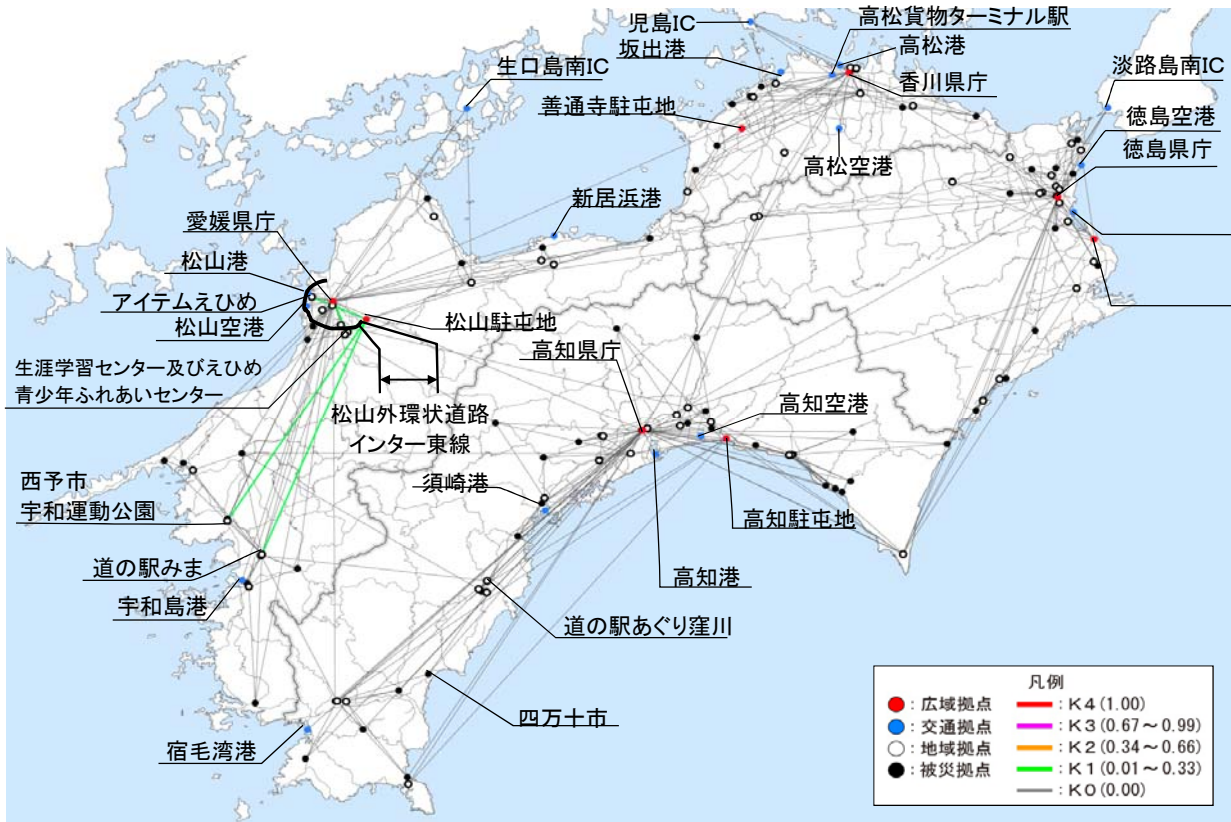 児島IC
高松貨物ターミナル駅
坂出港
高松港
生口島南IC
香川県庁
淡路島南IC
善通寺駐屯地
徳島空港
高松空港
徳島県庁
新居浜港
愛媛県庁
松山港
アイテムえひめ
松山空港
松山駐屯地
生涯学習センター及びえひめ
青少年ふれあいセンター
高知県庁
松山外環状道路
インター東線
高知空港
西予市
宇和運動公園
須崎港
高知駐屯地
道の駅みま
高知港
宇和島港
道の駅あぐり窪川
四万十市
宿毛湾港
凡例
:広域拠点 :K4(1.00)
:交通拠点 :K3(0.67~0.99)
:地域拠点 :K2(0.34~0.66)
:被災拠点 :K1(0.01~0.33)
:K0(0.00)